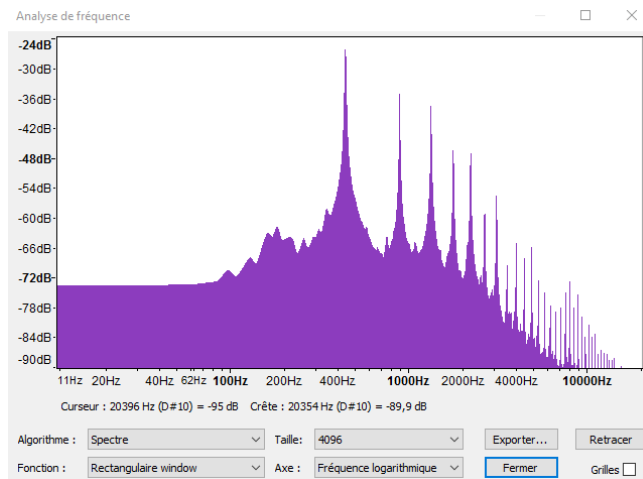 Analyse de fréquence
-24dB
-30dB
-36dB
-42dB
-48dB
-54dB
-60dB
-66dB
-72dB
-78dB
-84dB
-90dB
11Hz 20Hz 40Hz 62Hz 100Hz 200Hz 400Hz 1000Hz 2000Hz 4000Hz 10000Hz
Curseur : 20396 Hz (D#10) = -95 dB Crête : 20354 Hz (D#10) = -89,9 dB
Algorithme : Spectre Taille: 4096 Exporter... Retracer
Fonction : Rectangulaire window Axe : Fréquence logarithmique Fermer Grilles